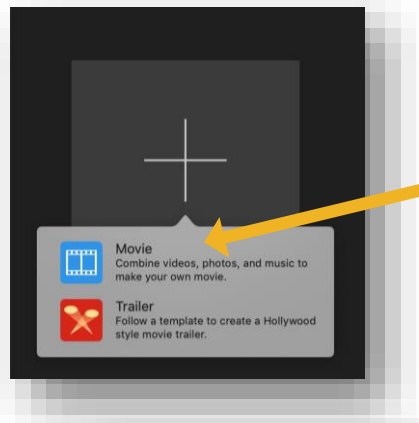 Movie
Combine videos, photos, and music to
make your own movie.
Trailer
Follow a template to create a Hollywood
style movie trailer.